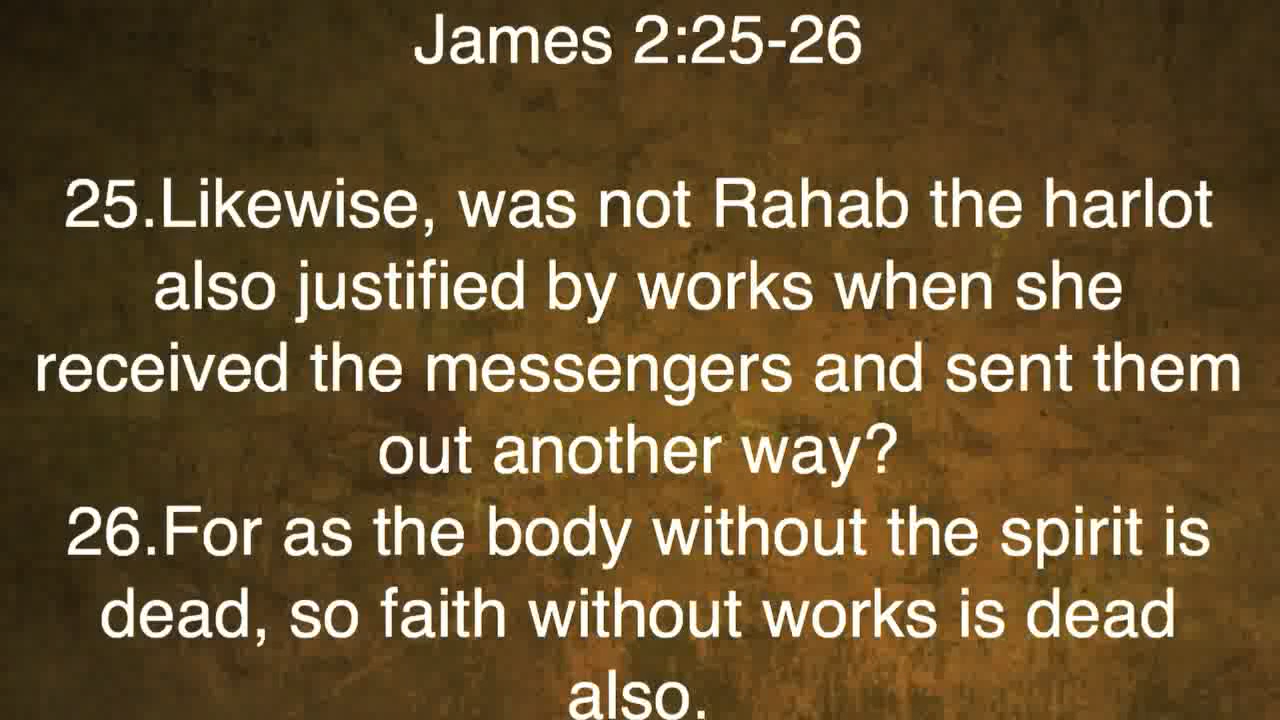 James 2:25-26
25.Likewise, was not Rahab the harlot
also justified by works when she
received the messengers and sent them
out another way?
26.For as the body without the spirit is
dead, so faith without works is dead
also.